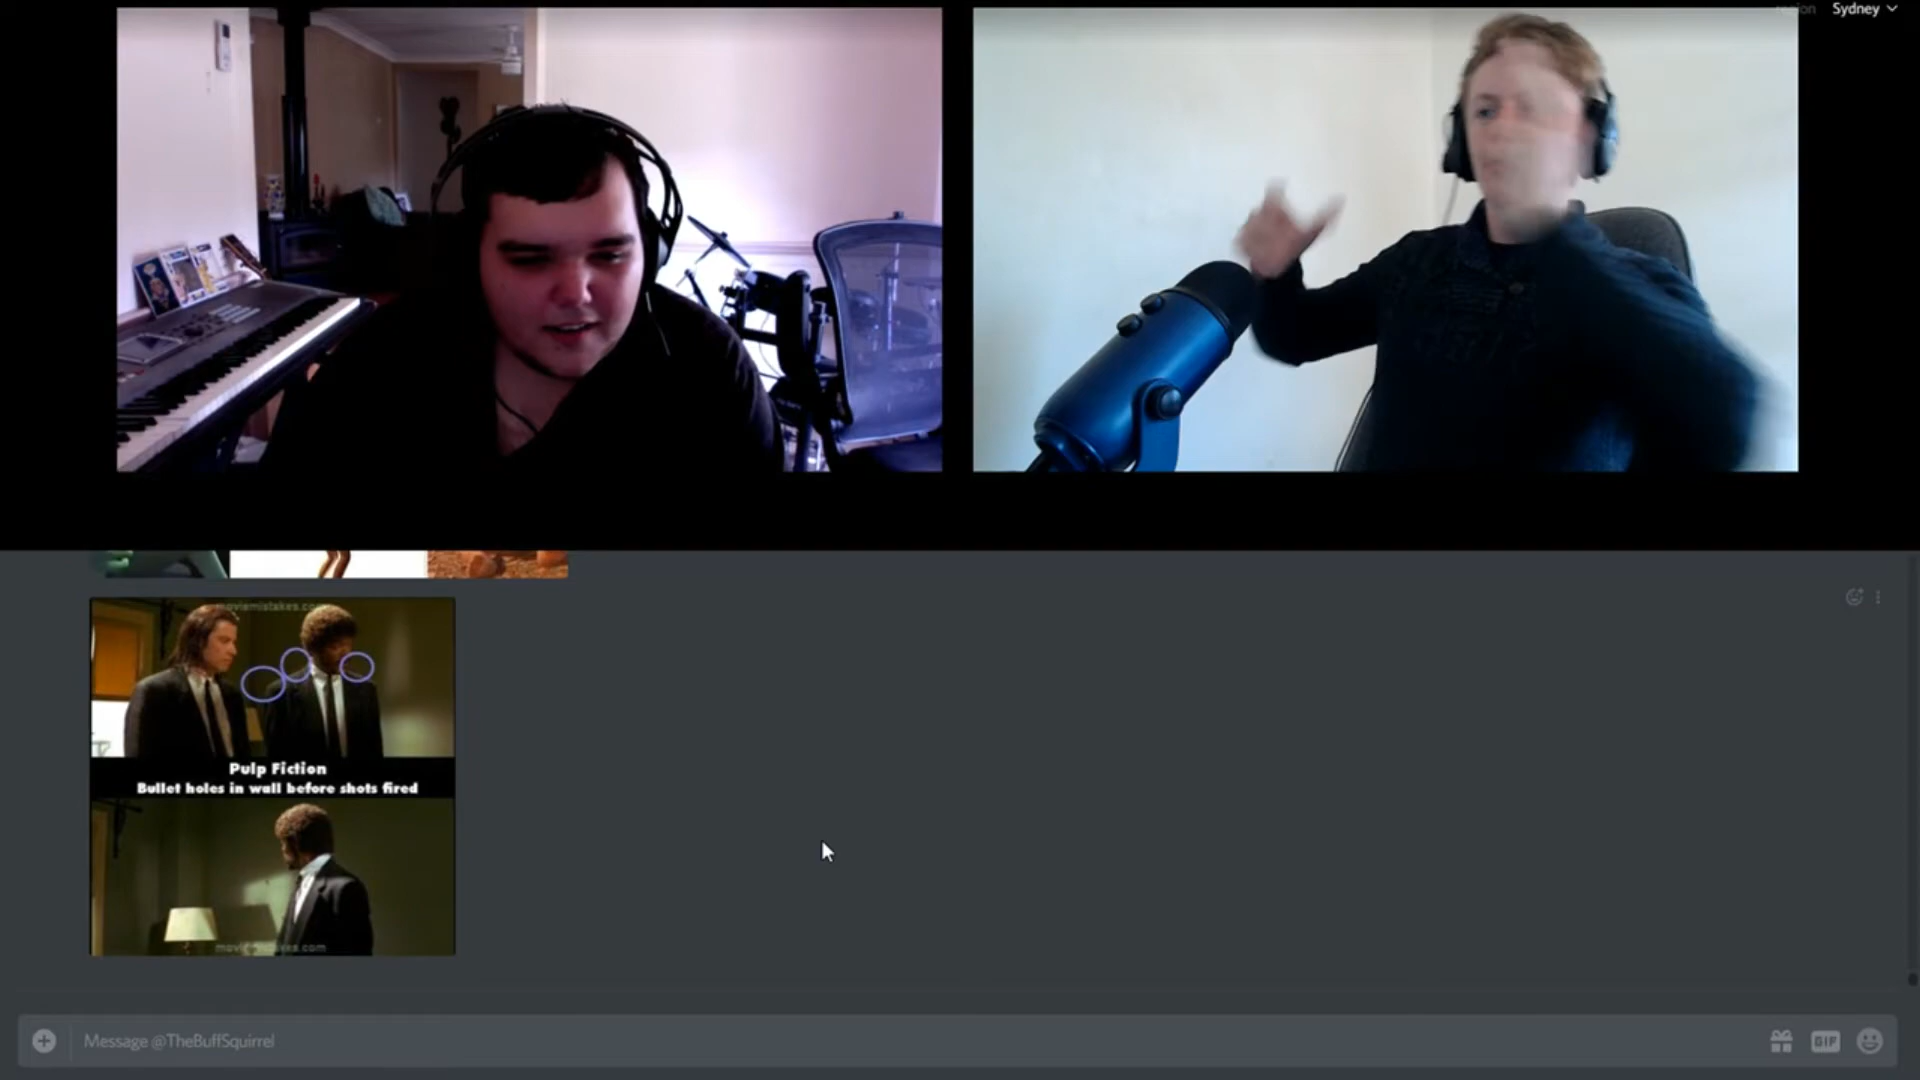 Sydney
moviemistakes.com
Pulp Fiction
Bullet holes in wall before shots fired
Message @TheBuffSquirrel
GIF